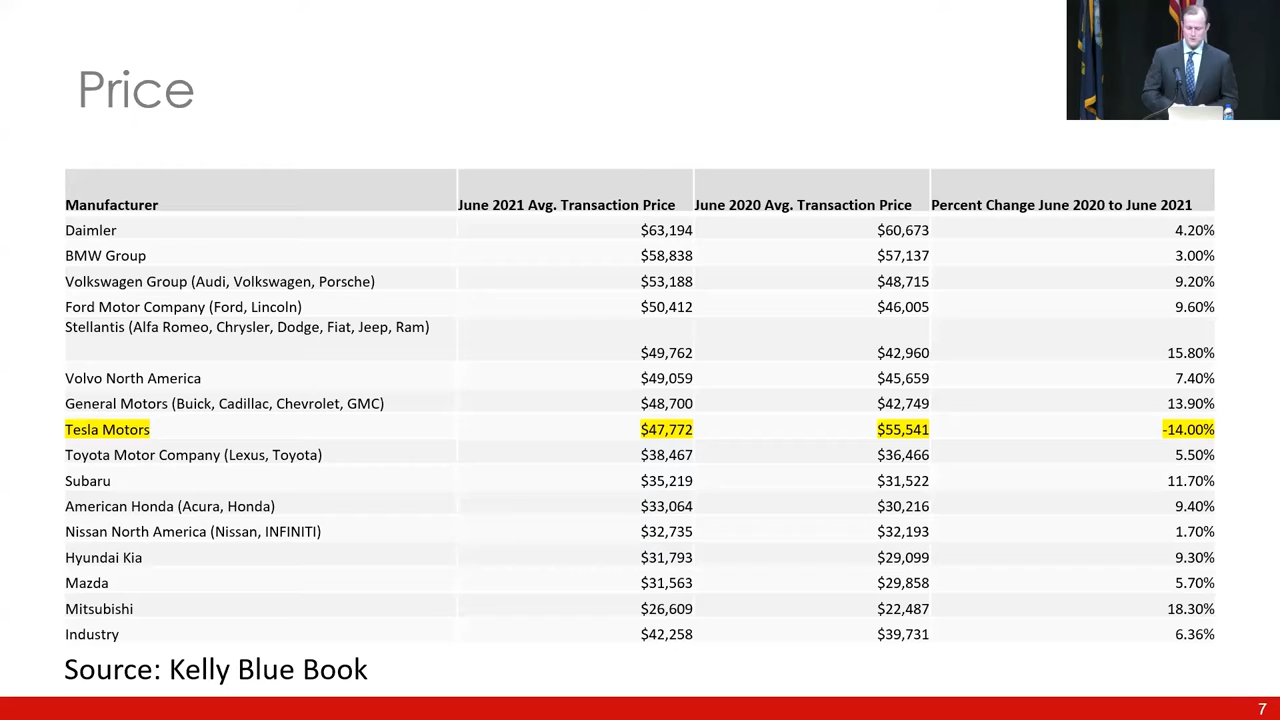 Price
Manufacturer June 2021 Avg. Transaction Price June 2020 Avg. Transaction Price Percent Change June 2020 to June 2021
Daimler $63,194 $60,673 4.20%
BMW Group $58,838 $57,137 3.00%
Volkswagen Group (Audi, Volkswagen, Porsche) $53,188 $48,715 9.20%
Ford Motor Company (Ford, Lincoln) $50,412 $46,005 9.60%
Stellantis (Alfa Romeo, Chrysler, Dodge, Fiat, Jeep, Ram) $49,762 $42,960 15.80%
Volvo North America $49,059 $45,659 7.40%
General Motors (Buick, Cadillac, Chevrolet, GMC) $48,700 $42,749 13.90%
Tesla Motors $47,772 $55,541 -14.00%
Toyota Motor Company (Lexus, Toyota) $38,467 $36,466 5.50%
Subaru $35,219 $31,522 11.70%
American Honda (Acura, Honda) $33,064 $30,216 9.40%
Nissan North America (Nissan, INFINITI) $32,735 $32,193 1.70%
Hyundai Kia $31,793 $29,099 9.30%
Mazda $31,563 $29,858 5.70%
Mitsubishi $26,609 $22,487 18.30%
Industry $42,258 $39,731 6.36%
Source: Kelly Blue Book
7